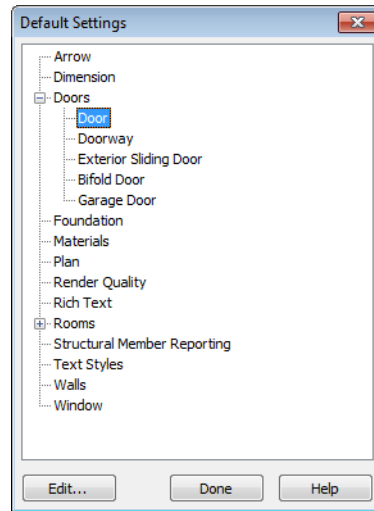 Default Settings
Arrow
Dimension
Doors
Door
Doorway
Exterior Sliding Door
Bifold Door
Garage Door
Foundation
Materials
Plan
Render Quality
Rich Text
Rooms
Structural Member Reporting
Text Styles
Walls
Window
Edit... Done Help